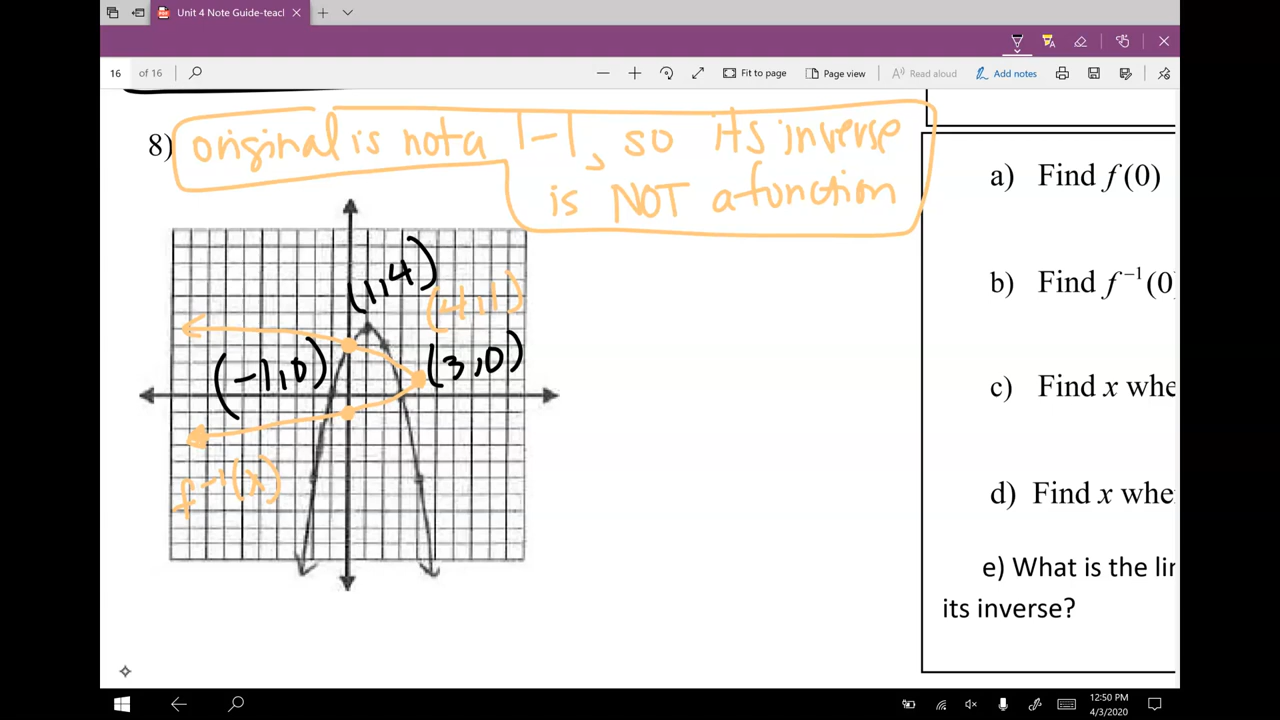 Unit 4 Note Guide-teacl
16 of 16
Fit to page
Page view
Read aloud
Add notes
8) original is not a 1-1, so its inverse
is NOT a function
(1,4)
(4,1)
(-1,0)
(3,0)
f⁻¹(x)
a) Find f(0)
b) Find f⁻¹(0
c) Find x whe
d) Find x whe
e) What is the lin
its inverse?
12:50 PM
4/3/2020